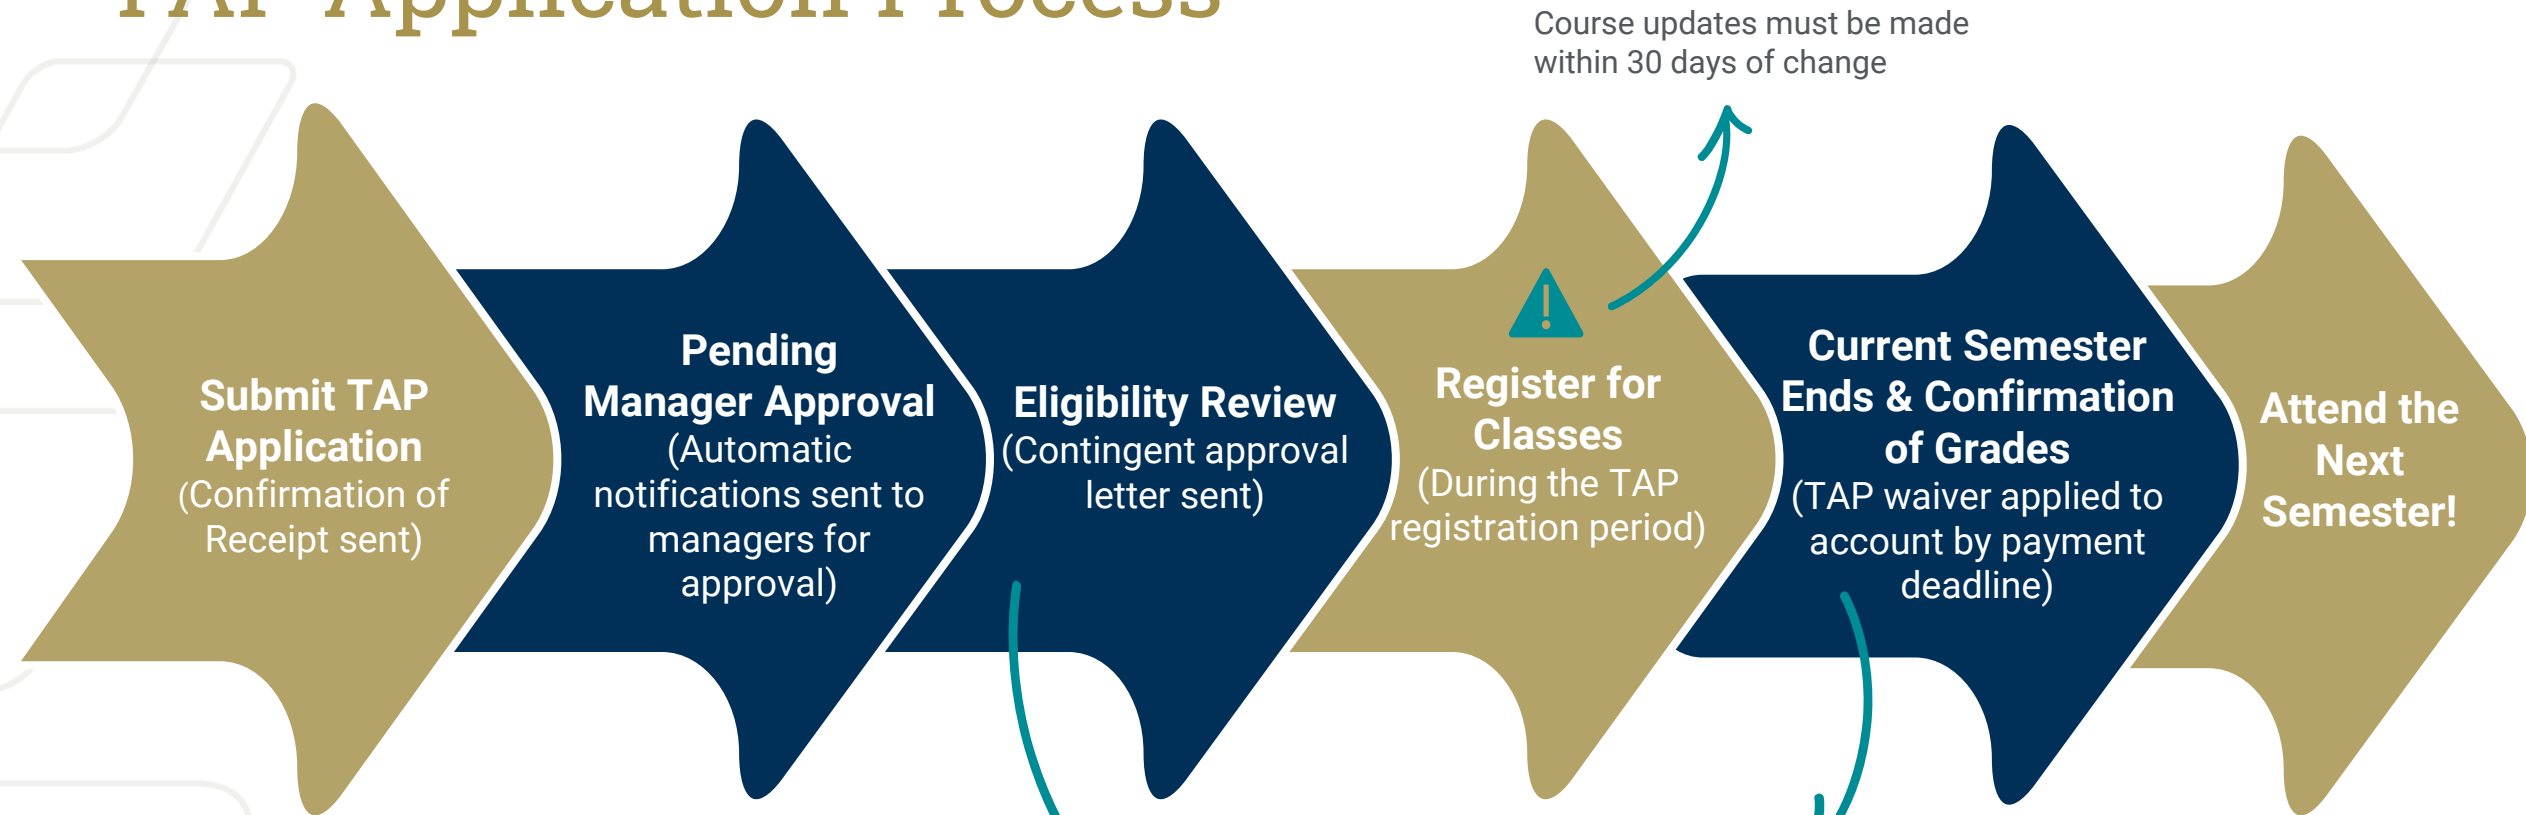 TAP Application Process
Course updates must be made
within 30 days of change
Submit TAP
Application
(Confirmation of
Receipt sent)
Pending
Manager Approval
(Automatic
notifications sent to
managers for
approval)
Eligibility Review
(Contingent approval
letter sent)
Register for
Classes
(During the TAP
registration period)
Current Semester
Ends & Confirmation
of Grades
(TAP waiver applied to
account by payment
deadline)
Attend the
Next
Semester!